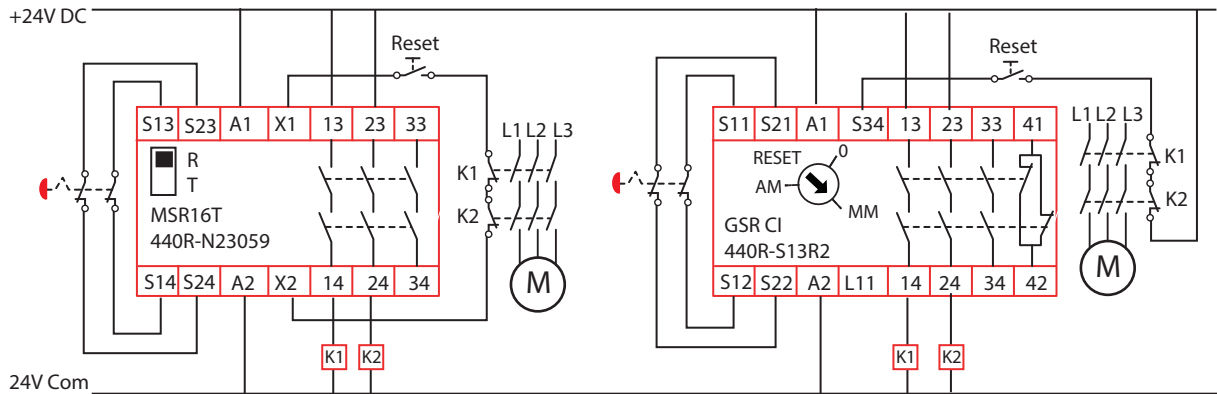 +24V DC
Reset
S13 S23 A1 X1 13 23 33
L1 L2 L3
R
T
K1
K2
MSR16T
440R-N23059
M
S14 S24 A2 X2 14 24 34
K1 K2
24V Com
Reset
S11 S21 A1 S34 13 23 33 41
L1 L2 L3
RESET 0
AM
MM
K1
K2
GSR CI
440R-S13R2
M
S12 S22 A2 L11 14 24 34 42
K1 K2